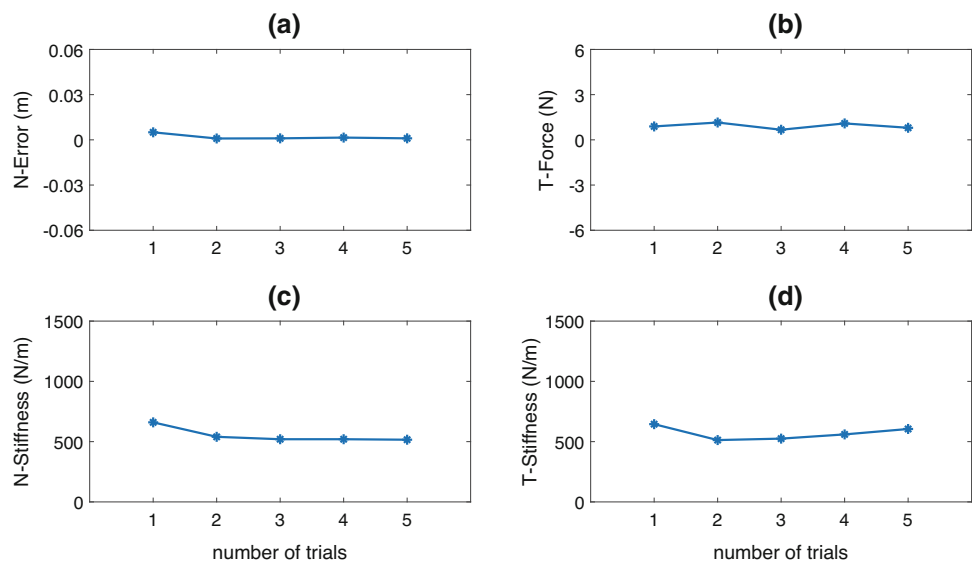 (a)
N-Error (m)
0.06
0.03
0
-0.03
-0.06
1 2 3 4 5
(b)
T-Force (N)
6
3
0
-3
-6
1 2 3 4 5
(c)
N-Stiffness (N/m)
1500
1000
500
0
1 2 3 4 5
number of trials
(d)
T-Stiffness (N/m)
1500
1000
500
0
1 2 3 4 5
number of trials